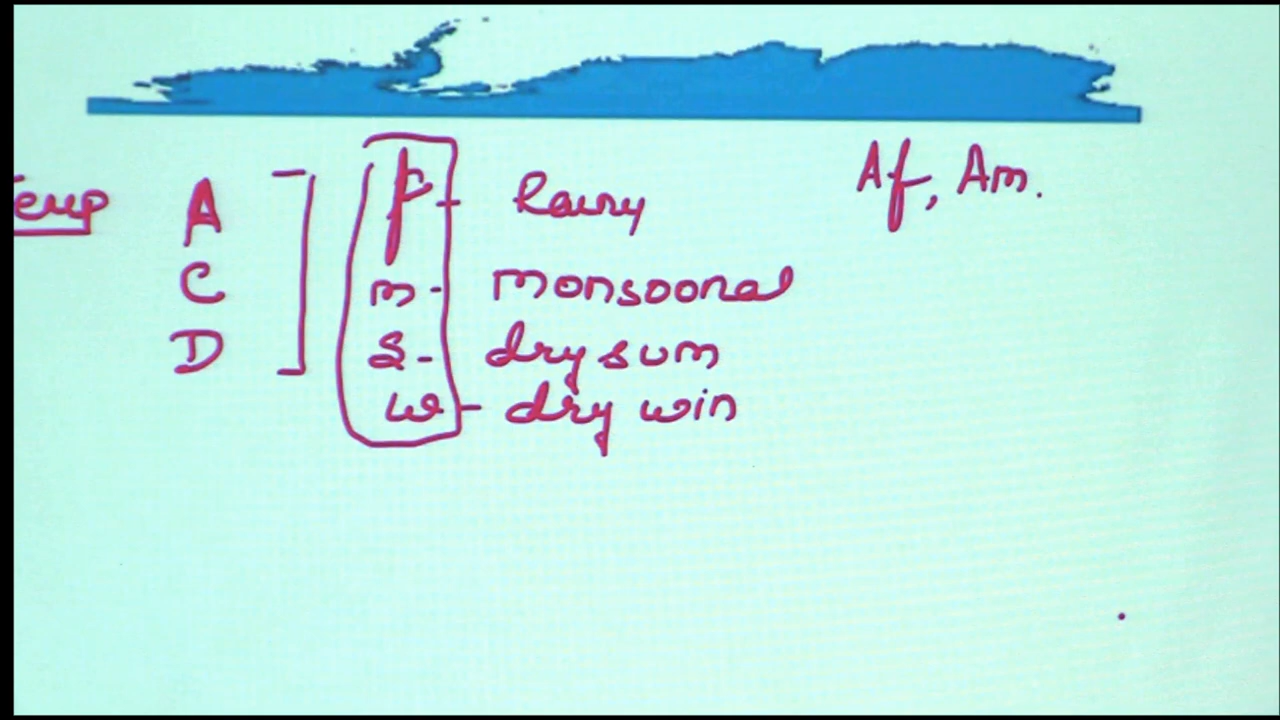 Temp A f - Rainy Af, Am.
C m - monsoonal
D s - dry sum
w - dry win